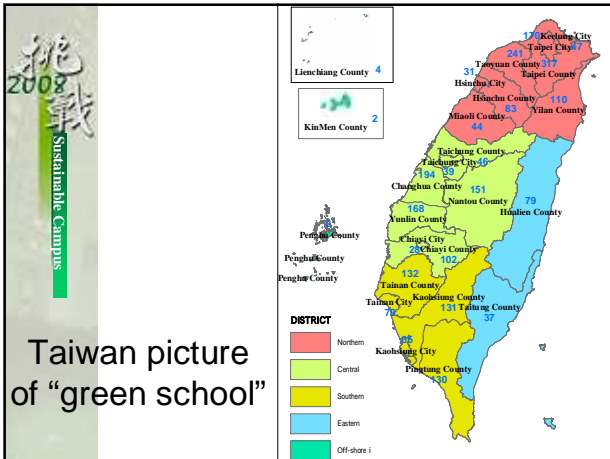 挑
戰
2008
Sustainable Campus
Taiwan picture
of “green school”
Lienchiang County 4
KinMen County 2
170
Keelung City
47
Taipei City
241
Taoyuan County
317
Taipei County
31
Hsinchu City
Hsinchu County
83
110
Yilan County
Miaoli County
44
Taichung County
Taichung City 46
39
194
Changhua County
151
Nantou County
79
Hualien County
168
Yunlin County
Penghu County
Chiayi City
28
Chiayi County
102
Penghu County
Penghu County
132
Tainan County
Kaohsiung County
131
Taitung County
37
Tainan City
Kaohsiung City
Pingtung County
130
DISTRICT
Northern
Central
Southern
Eastern
Off-shore i